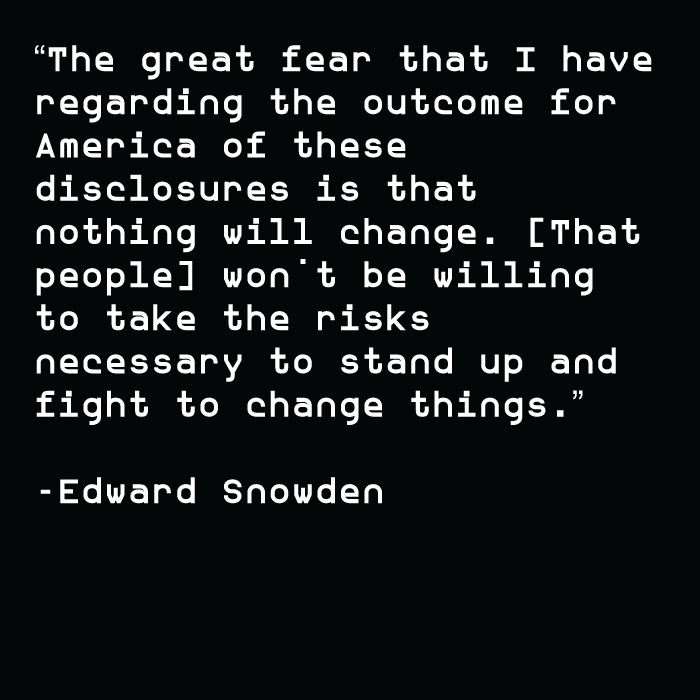 “The great fear that I have
regarding the outcome for
America of these
disclosures is that
nothing will change. [That
people] won't be willing
to take the risks
necessary to stand up and
fight to change things.”
-Edward Snowden